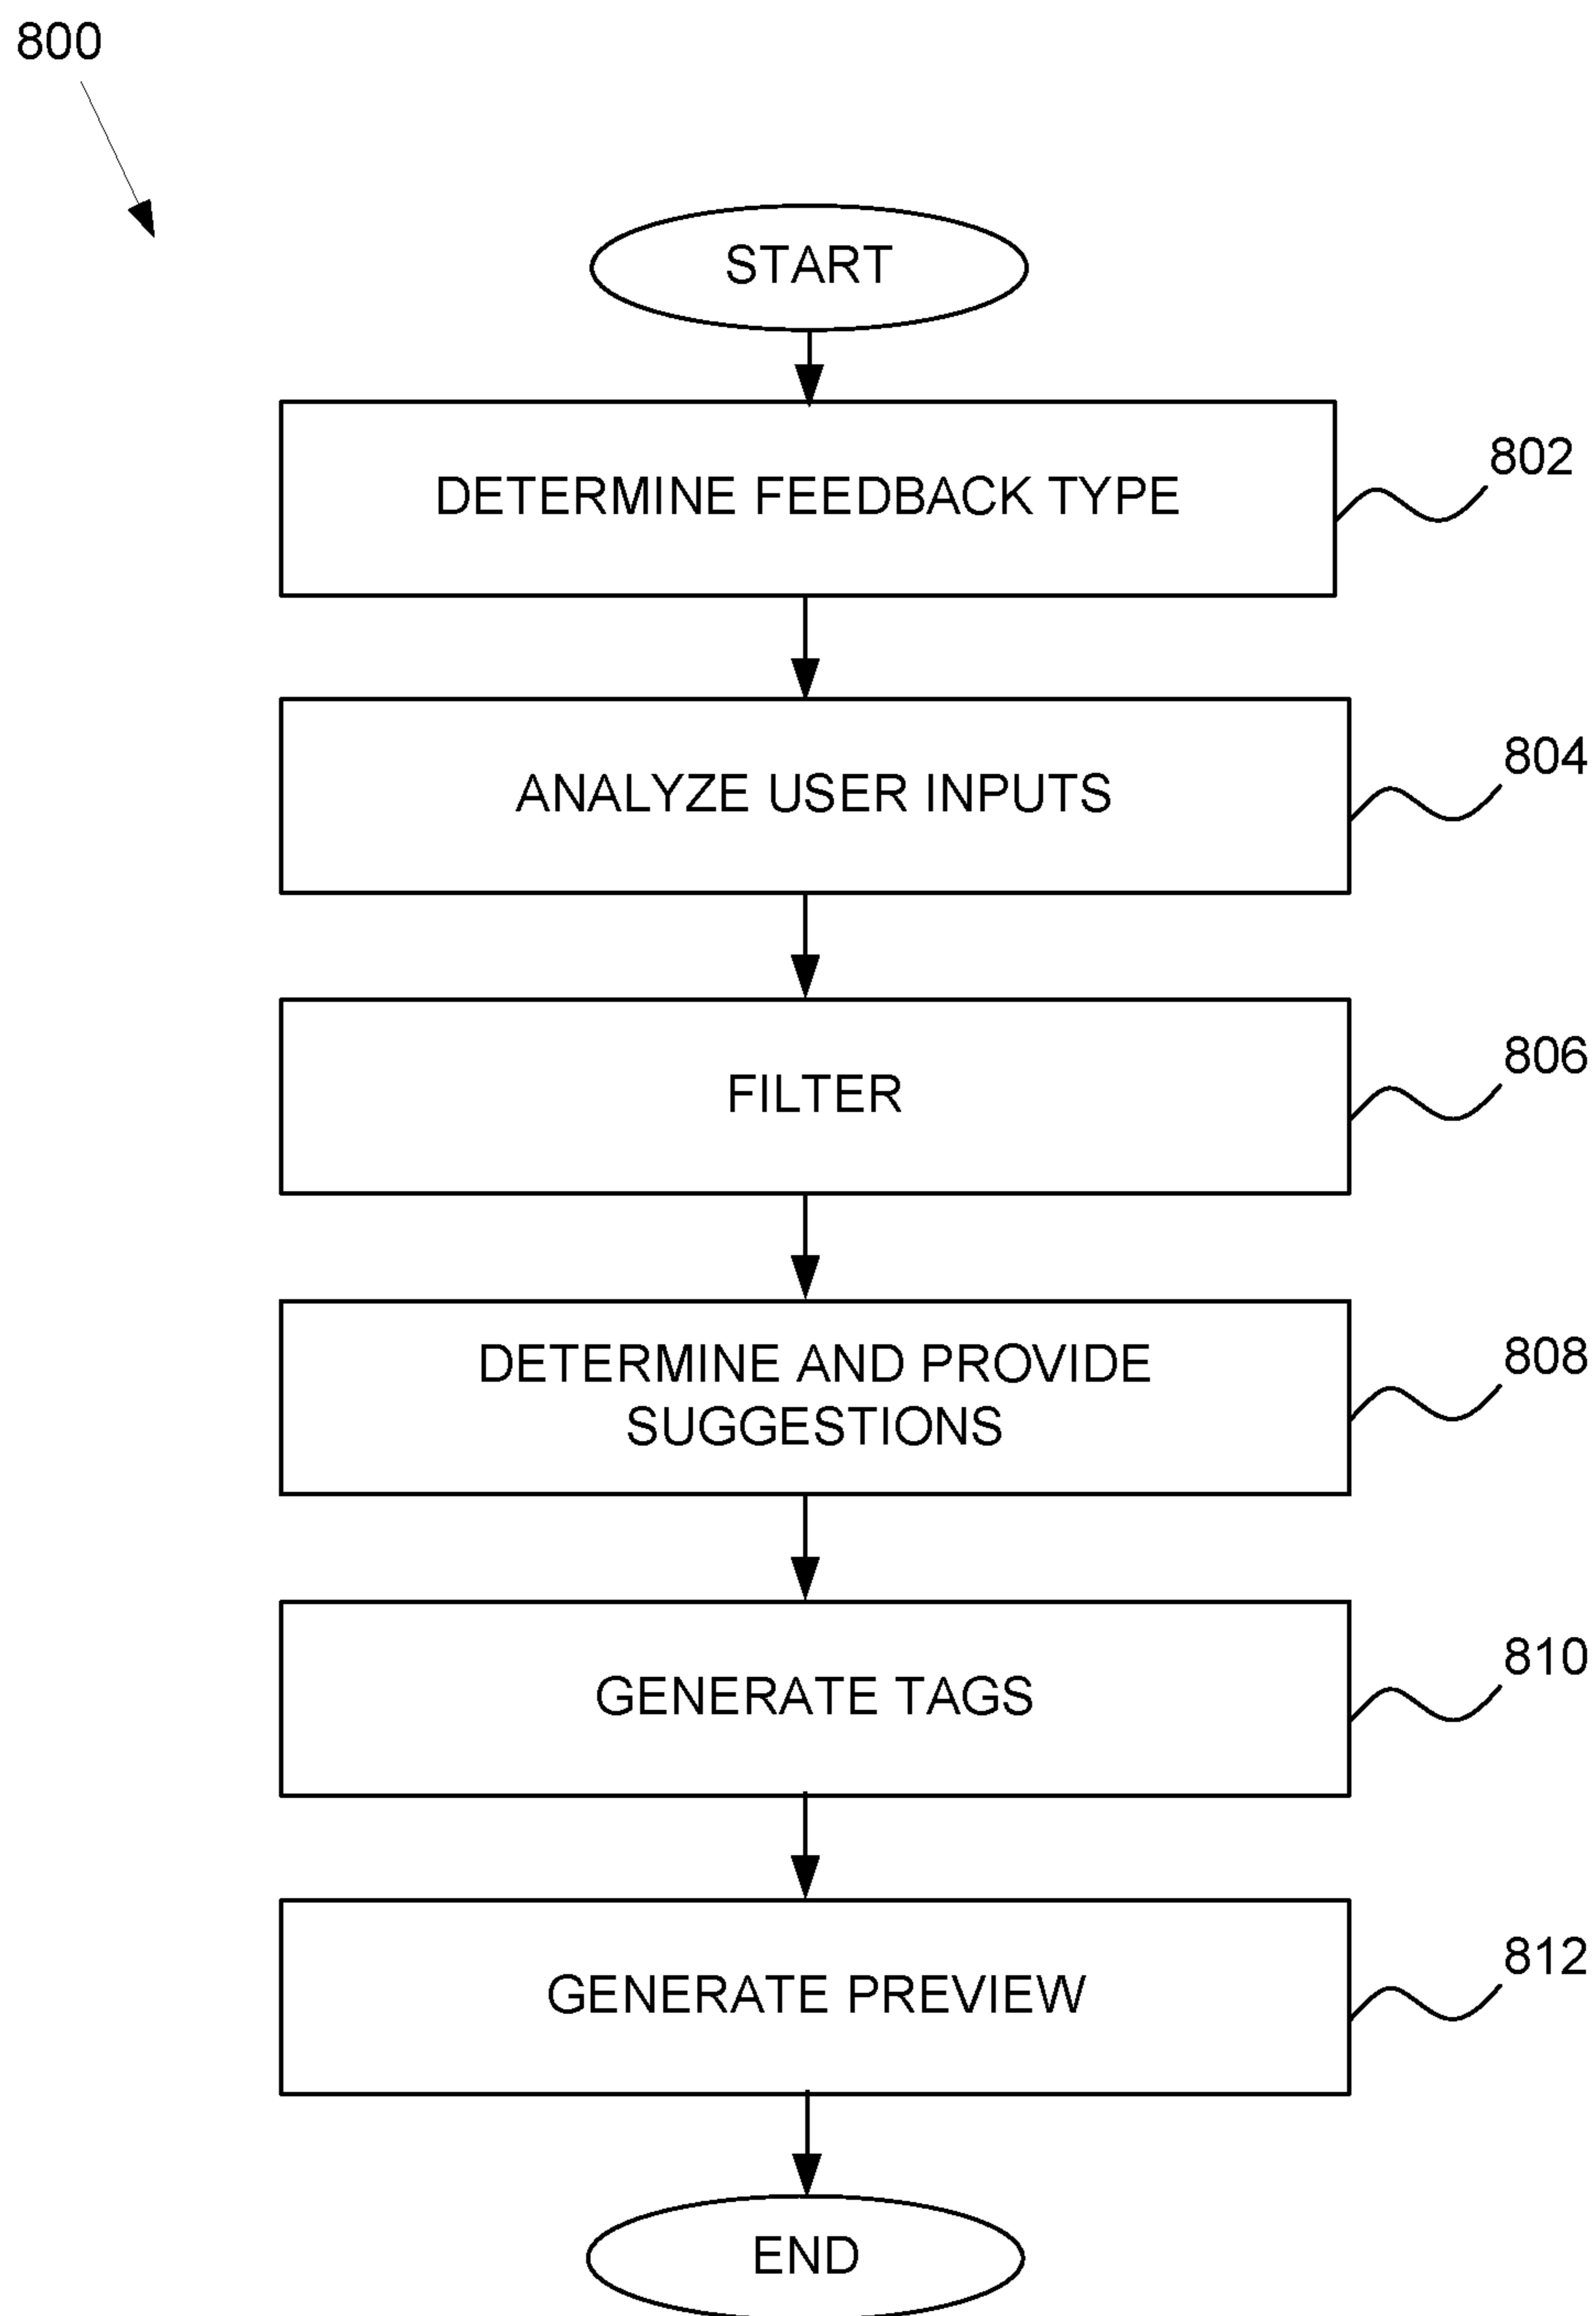 800
START
DETERMINE FEEDBACK TYPE
802
ANALYZE USER INPUTS
804
FILTER
806
DETERMINE AND PROVIDE
SUGGESTIONS
808
GENERATE TAGS
810
GENERATE PREVIEW
812
END